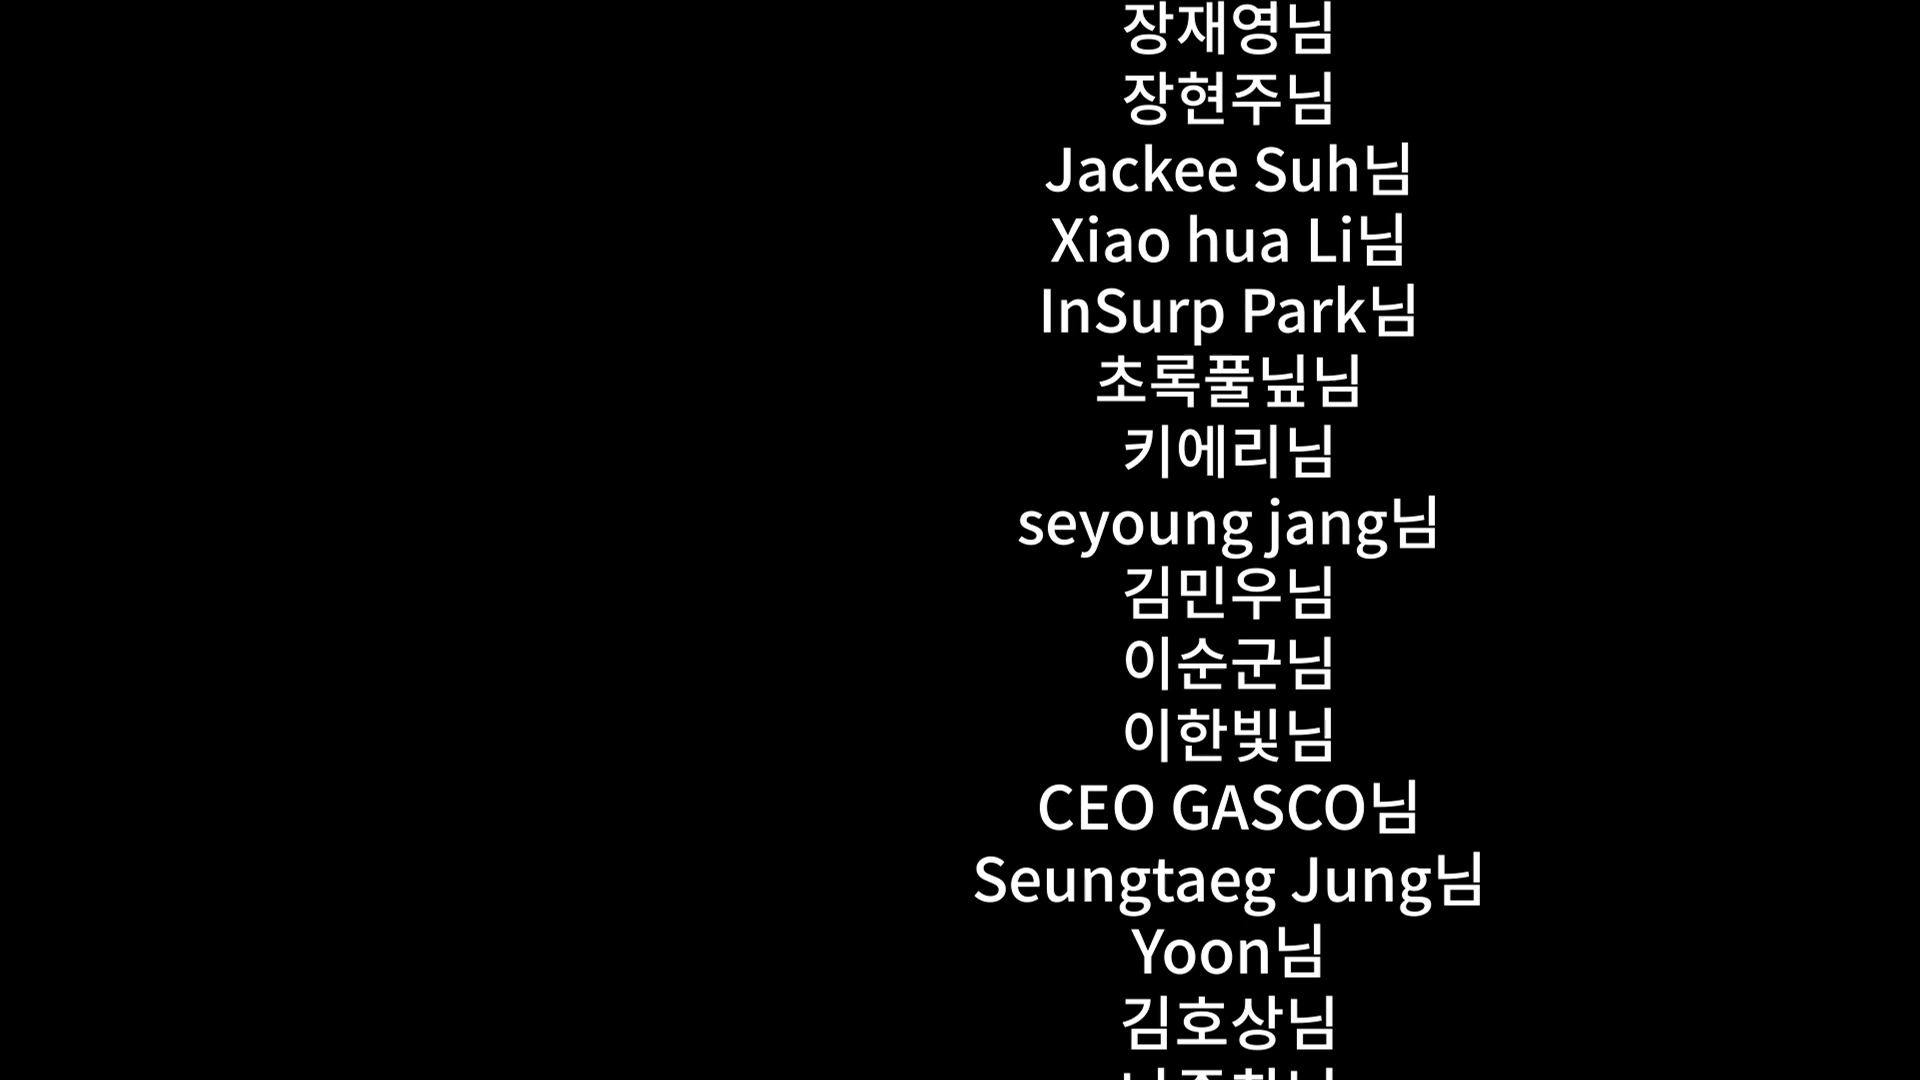 장재영님
장현주님
Jackee Suh님
Xiao hua Li님
InSurp Park님
초록풀닢님
키에리님
seyoung jang님
김민우님
이순군님
이한빛님
CEO GASCO님
Seungtaeg Jung님
Yoon님
김호상님